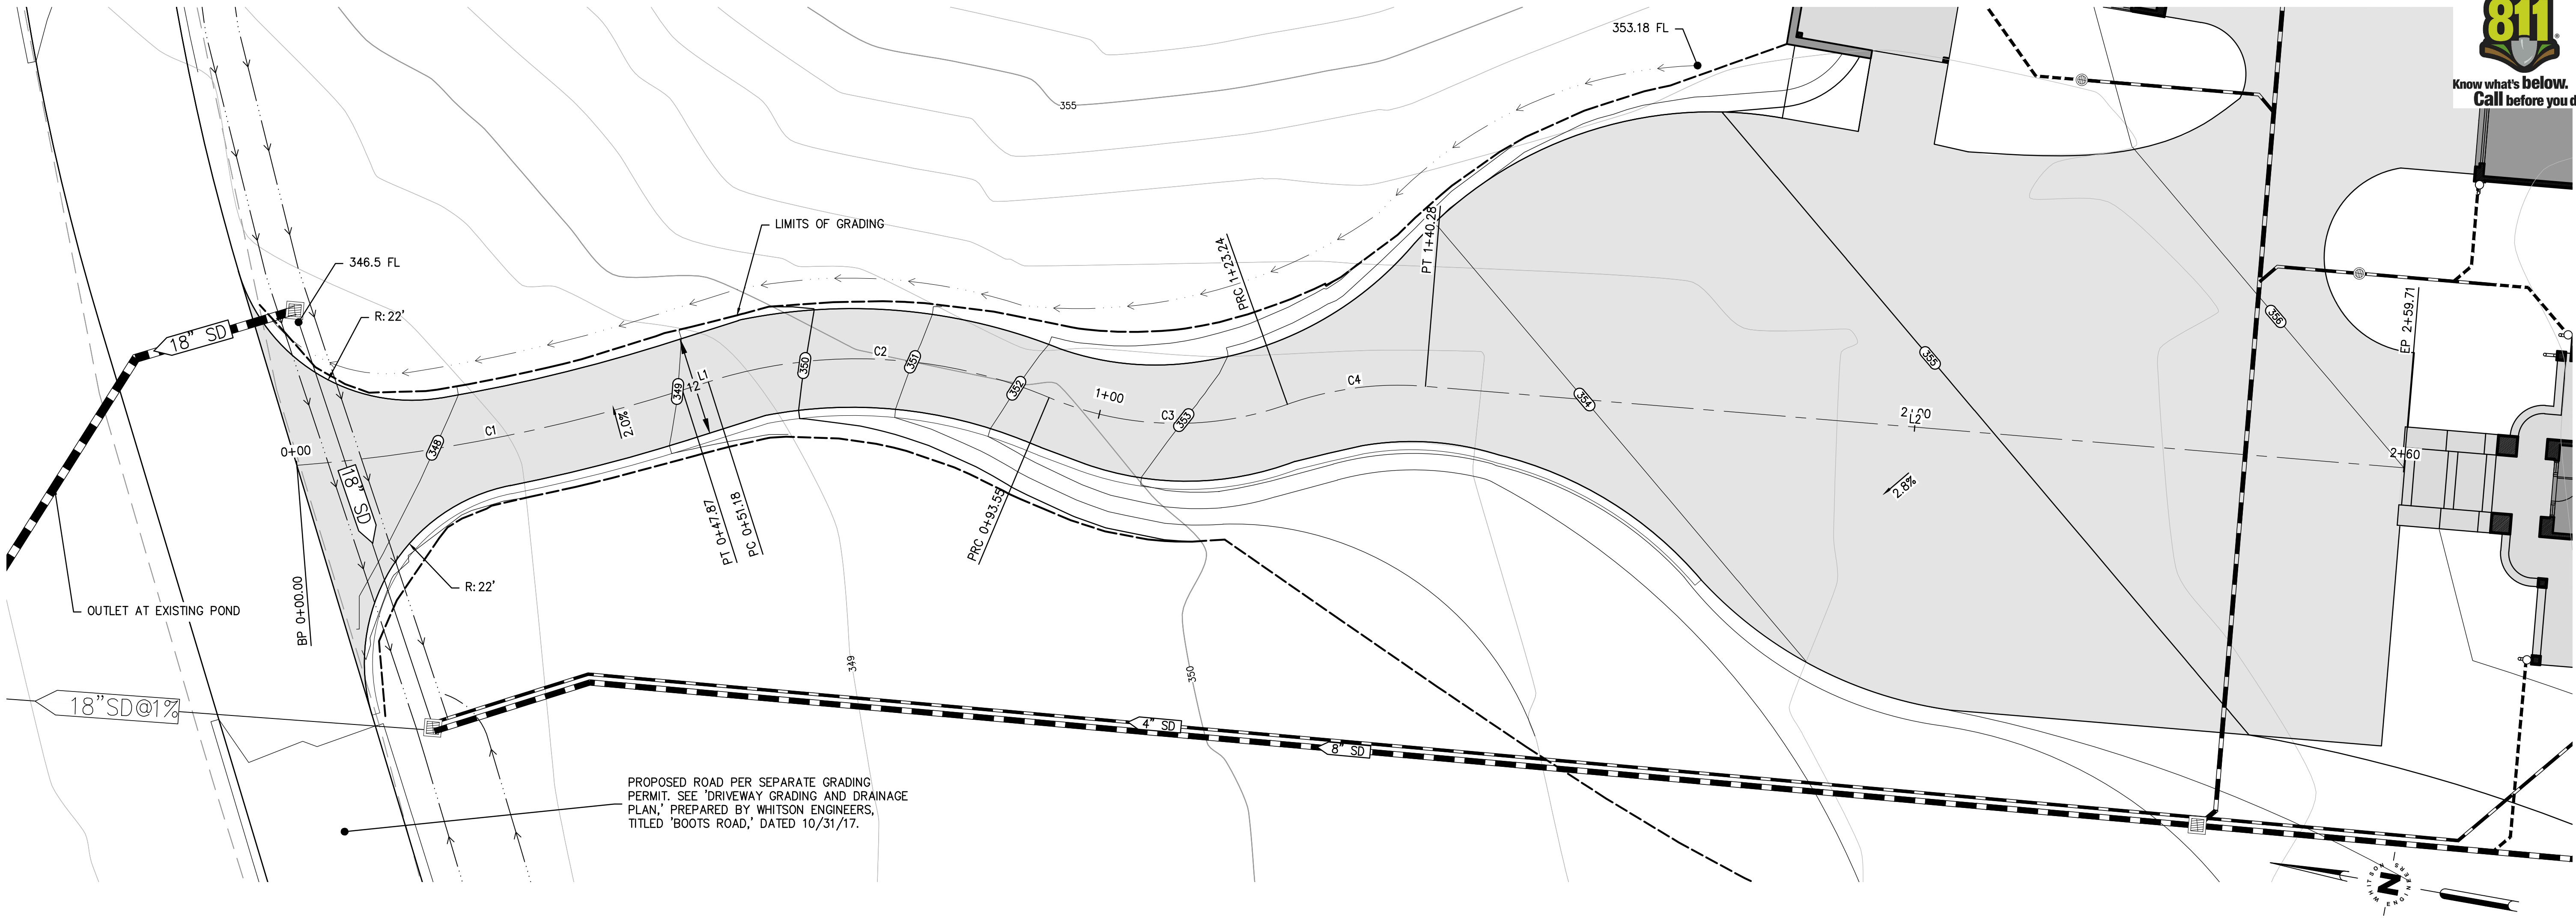 811
Know what's below.
Call before you d
353.18 FL
355
LIMITS OF GRADING
346.5 FL
R: 22'
18" SD
PT 1+40.28
PRC 1+23.24
EP 2+59.71
356
355
354
353
352
351
350
349
348
12
L1
C1
C2
C3
C4
L2
0+00
1+00
2+00
2+60
2.0%
2.8%
18" SD
PT 0+47.87
PC 0+51.18
PRC 0+93.55
BP 0+00.00
R: 22'
OUTLET AT EXISTING POND
349
350
18"SD@1%
4" SD
8" SD
PROPOSED ROAD PER SEPARATE GRADING
PERMIT. SEE 'DRIVEWAY GRADING AND DRAINAGE
PLAN,' PREPARED BY WHITSON ENGINEERS,
TITLED 'BOOTS ROAD,' DATED 10/31/17.
N
WHITSON ENGINEERS